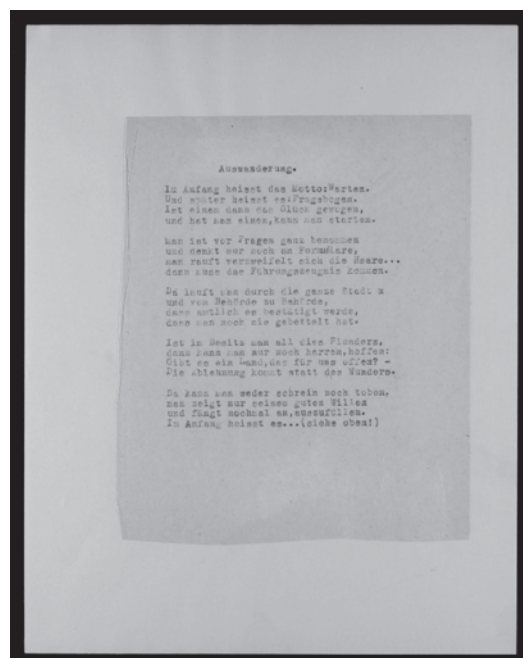 Auswanderung.
Im Anfang heisst das Motto:Warten.
Und später heisst es:Fragebogen.
Ist einem dann das Glück gewogen,
und hat man einen,kann man starten.
Man ist vor Fragen ganz benommen
und denkt nur noch an Formulare,
man rauft verzweifelt sich die Haare...
dann muss das Führungszeugnis kommen.
Da läuft man durch die ganze Stadt
und von Behörde zu Behörde,
dass amtlich es bestätigt werde,
dass man noch nie gebettelt hat.
Ist im Besitz man all dies Plunders,
dann kann man nur noch harren,hoffen:
Gibt es ein Land,das für uns offen? -
Die Ablehnung kommt statt des Wunders.
Da kann man weder schrein noch toben,
man zeigt nur seinen guten Willen
und fängt nochmal an,auszufüllen.
Im Anfang heisst es...(siehe oben!)